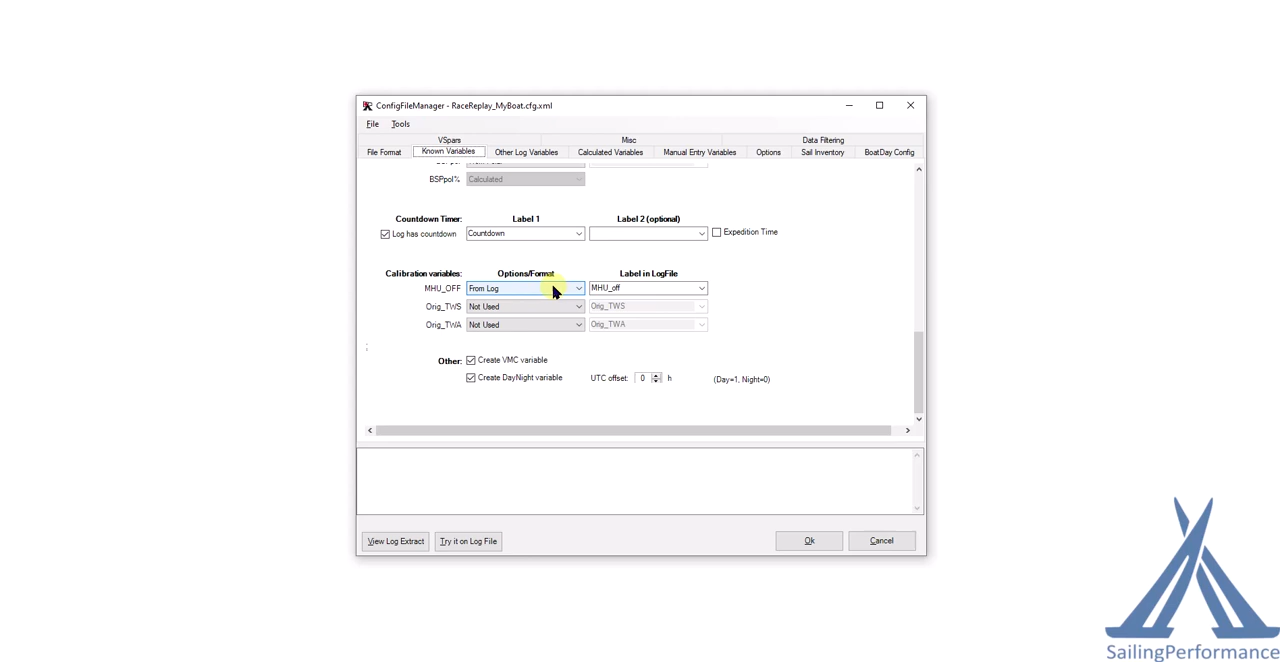 ConfigFileManager - RaceReplay_MyBoat.cfg.xml
File Tools
VSpars Misc Data Filtering
File Format Known Variables Other Log Variables Calculated Variables Manual Entry Variables Options Sail Inventory BoatDay Config
BSPpol% Calculated
Countdown Timer: Label 1 Label 2 (optional)
Log has countdown Countdown Expedition Time
Calibration variables: Options/Format Label in LogFile
MHU_OFF From Log MHU_off
Orig_TWS Not Used Orig_TWS
Orig_TWA Not Used Orig_TWA
;
Other: Create VMC variable
Create DayNight variable UTC offset: 0 h (Day=1, Night=0)
View Log Extract Try it on Log File Ok Cancel
SailingPerformance